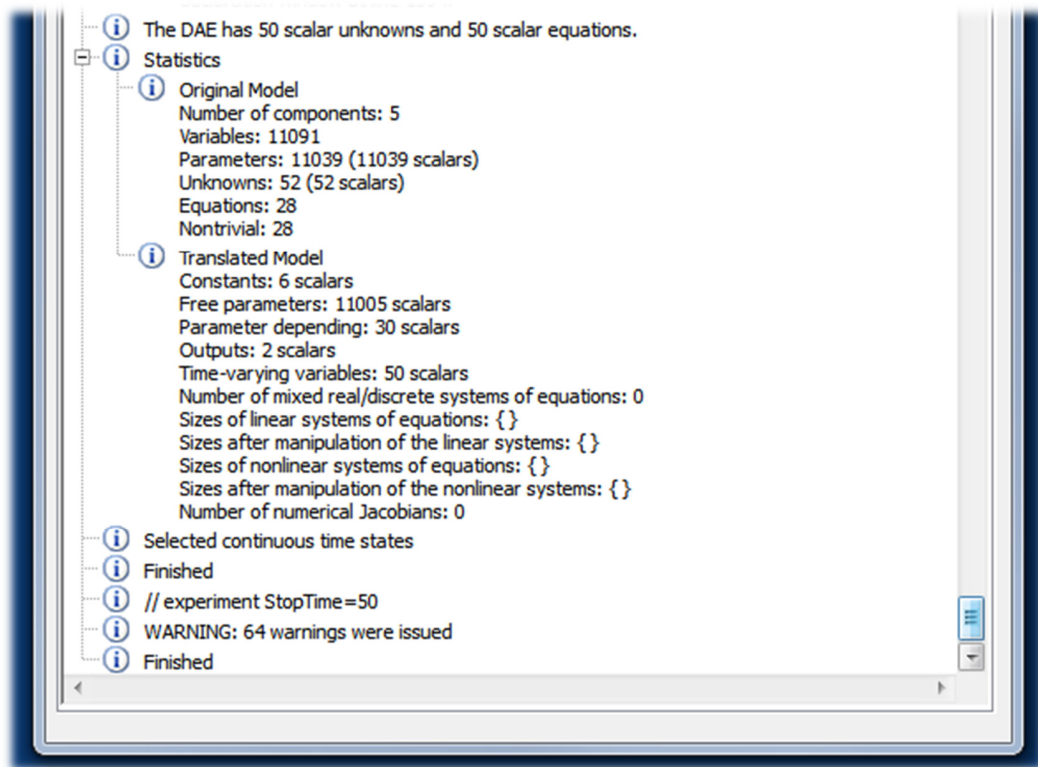 The DAE has 50 scalar unknowns and 50 scalar equations.
Statistics
Original Model
Number of components: 5
Variables: 11091
Parameters: 11039 (11039 scalars)
Unknowns: 52 (52 scalars)
Equations: 28
Nontrivial: 28
Translated Model
Constants: 6 scalars
Free parameters: 11005 scalars
Parameter depending: 30 scalars
Outputs: 2 scalars
Time-varying variables: 50 scalars
Number of mixed real/discrete systems of equations: 0
Sizes of linear systems of equations: { }
Sizes after manipulation of the linear systems: { }
Sizes of nonlinear systems of equations: { }
Sizes after manipulation of the nonlinear systems: { }
Number of numerical Jacobians: 0
Selected continuous time states
Finished
// experiment StopTime=50
WARNING: 64 warnings were issued
Finished